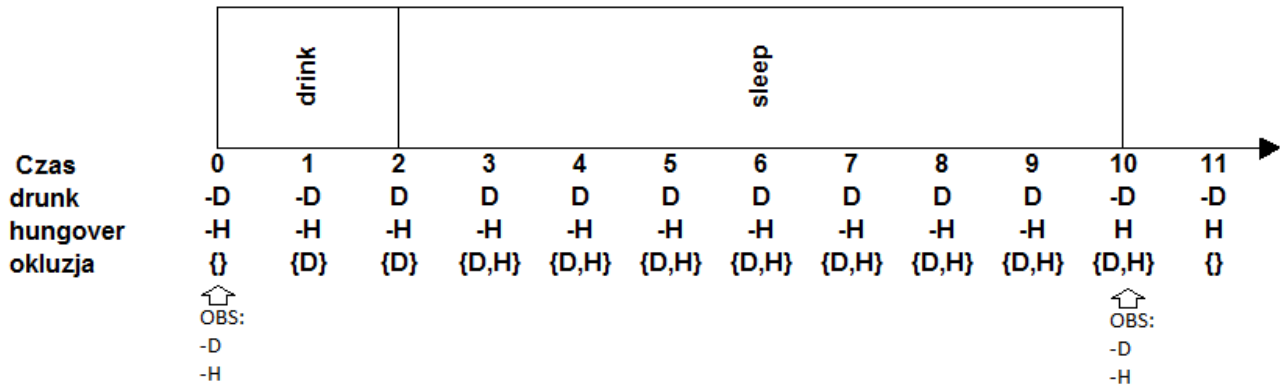 drink sleep
Czas 0 1 2 3 4 5 6 7 8 9 10 11
drunk -D -D D D D D D D D D -D -D
hungover -H -H -H -H -H -H -H -H -H -H H H
okluzja {} {D} {D} {D,H} {D,H} {D,H} {D,H} {D,H} {D,H} {D,H} {D,H} {}
OBS: OBS:
-D -D
-H -H